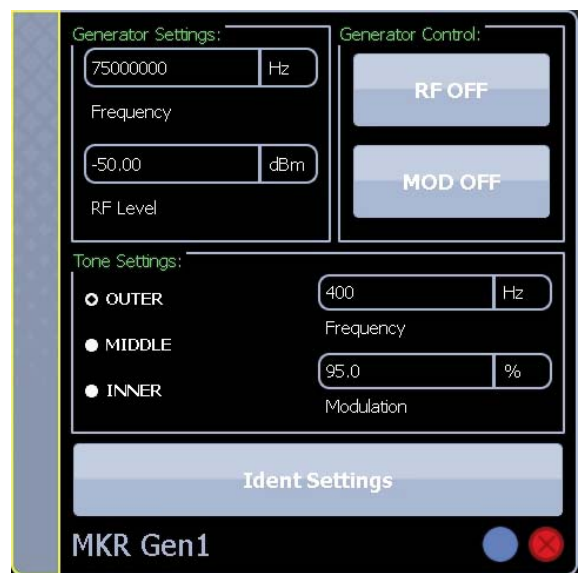 Generator Settings:
75000000 Hz
Frequency
-50.00 dBm
RF Level
Generator Control:
RF OFF
MOD OFF
Tone Settings:
OUTER
MIDDLE
INNER
400 Hz
Frequency
95.0 %
Modulation
Ident Settings
MKR Gen1